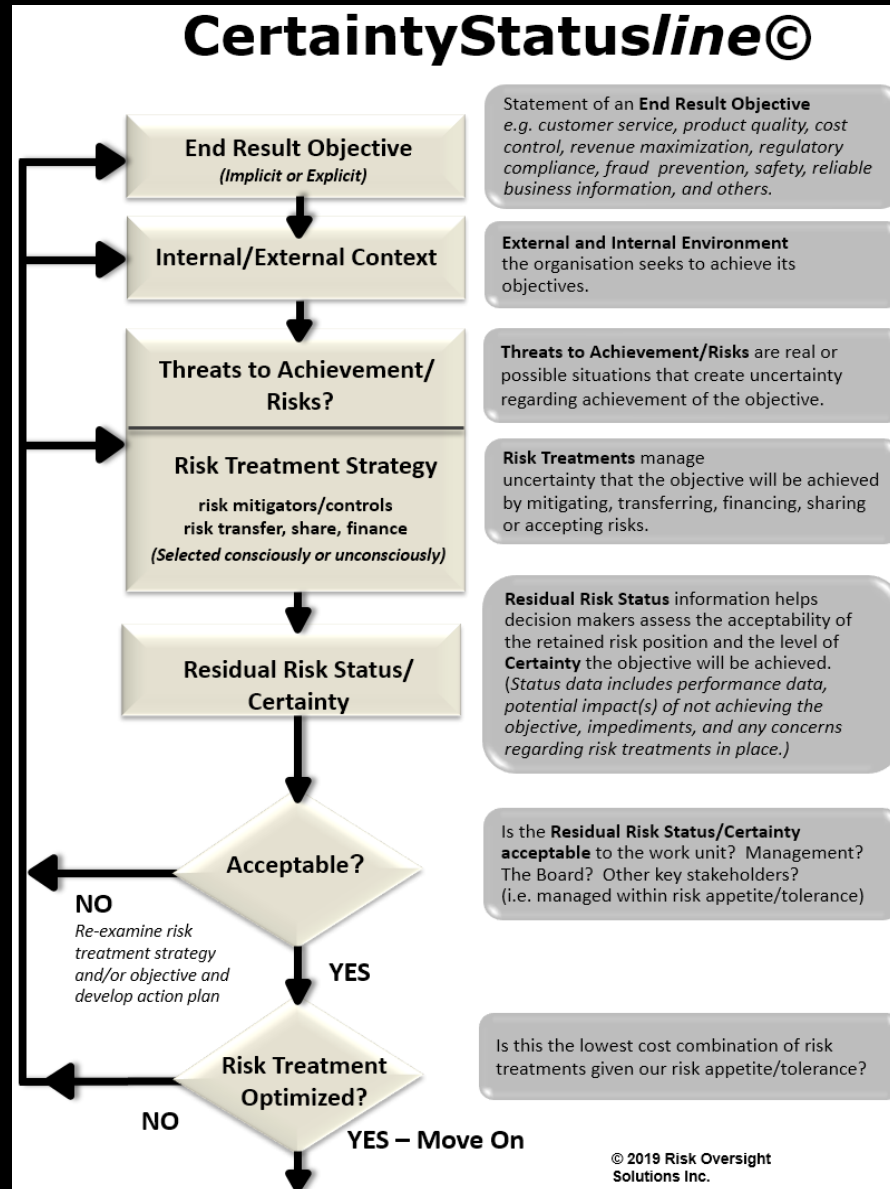 CertaintyStatusline©
End Result Objective
(Implicit or Explicit)
Statement of an End Result Objective
e.g. customer service, product quality, cost
control, revenue maximization, regulatory
compliance, fraud prevention, safety, reliable
business information, and others.
Internal/External Context
External and Internal Environment
the organisation seeks to achieve its
objectives.
Threats to Achievement/
Risks?
Threats to Achievement/Risks are real or
possible situations that create uncertainty
regarding achievement of the objective.
Risk Treatment Strategy
risk mitigators/controls
risk transfer, share, finance
(Selected consciously or unconsciously)
Risk Treatments manage
uncertainty that the objective will be achieved
by mitigating, transferring, financing, sharing
or accepting risks.
Residual Risk Status/
Certainty
Residual Risk Status information helps
decision makers assess the acceptability of
the retained risk position and the level of
Certainty the objective will be achieved.
(Status data includes performance data,
potential impact(s) of not achieving the
objective, impediments, and any concerns
regarding risk treatments in place.)
Acceptable?
Is the Residual Risk Status/Certainty
acceptable to the work unit? Management?
The Board? Other key stakeholders?
(i.e. managed within risk appetite/tolerance)
NO
Re-examine risk
treatment strategy
and/or objective and
develop action plan
YES
Risk Treatment
Optimized?
Is this the lowest cost combination of risk
treatments given our risk appetite/tolerance?
NO
YES – Move On
© 2019 Risk Oversight
Solutions Inc.